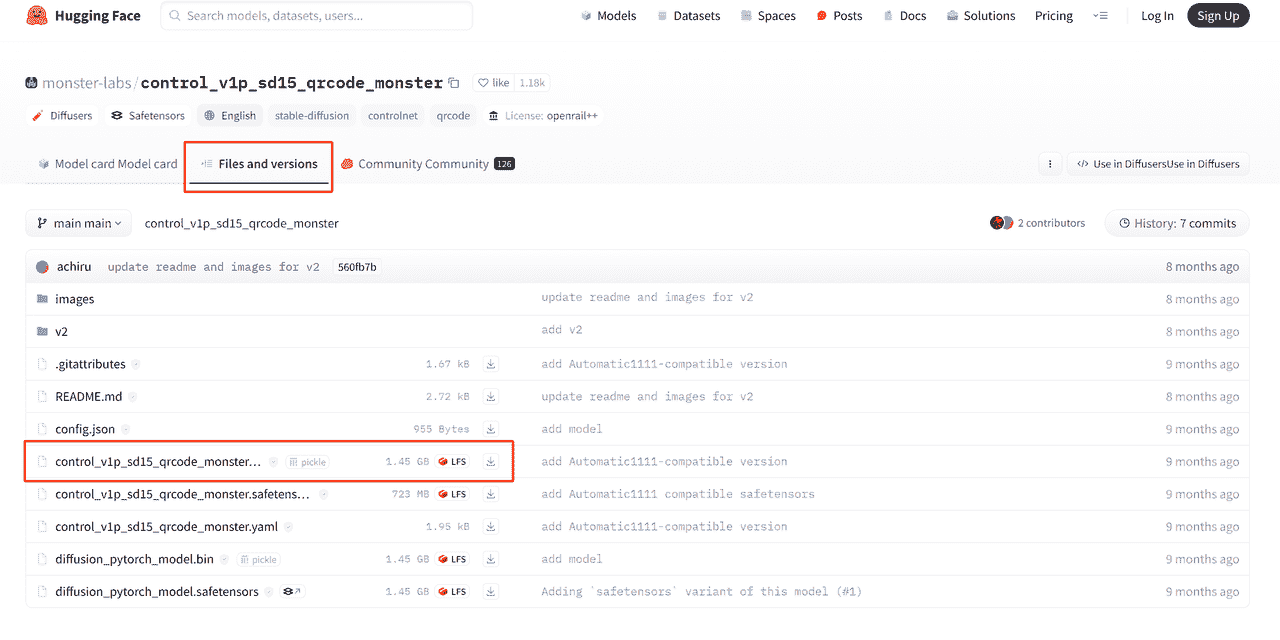 Hugging Face Search models, datasets, users... Models Datasets Spaces Posts Docs Solutions Pricing Log In Sign Up
monster-labs/control_v1p_sd15_qrcode_monster like 1.18k
Diffusers Safetensors English stable-diffusion controlnet qrcode License: openrail++
Model card Model card Files and versions Community Community 126 Use in DiffusersUse in Diffusers
main main control_v1p_sd15_qrcode_monster 2 contributors History: 7 commits
achiru update readme and images for v2 560fb7b 8 months ago
images update readme and images for v2 8 months ago
v2 add v2 8 months ago
.gitattributes 1.67 kB add Automatic1111-compatible version 9 months ago
README.md 2.72 kB update readme and images for v2 8 months ago
config.json 955 Bytes add model 9 months ago
control_v1p_sd15_qrcode_monster... pickle 1.45 GB LFS add Automatic1111-compatible version 9 months ago
control_v1p_sd15_qrcode_monster.safetens... 723 MB LFS add Automatic1111 compatible safetensors 9 months ago
control_v1p_sd15_qrcode_monster.yaml 1.95 kB add Automatic1111-compatible version 9 months ago
diffusion_pytorch_model.bin pickle 1.45 GB LFS add model 9 months ago
diffusion_pytorch_model.safetensors 1.45 GB LFS Adding `safetensors` variant of this model (#1) 9 months ago